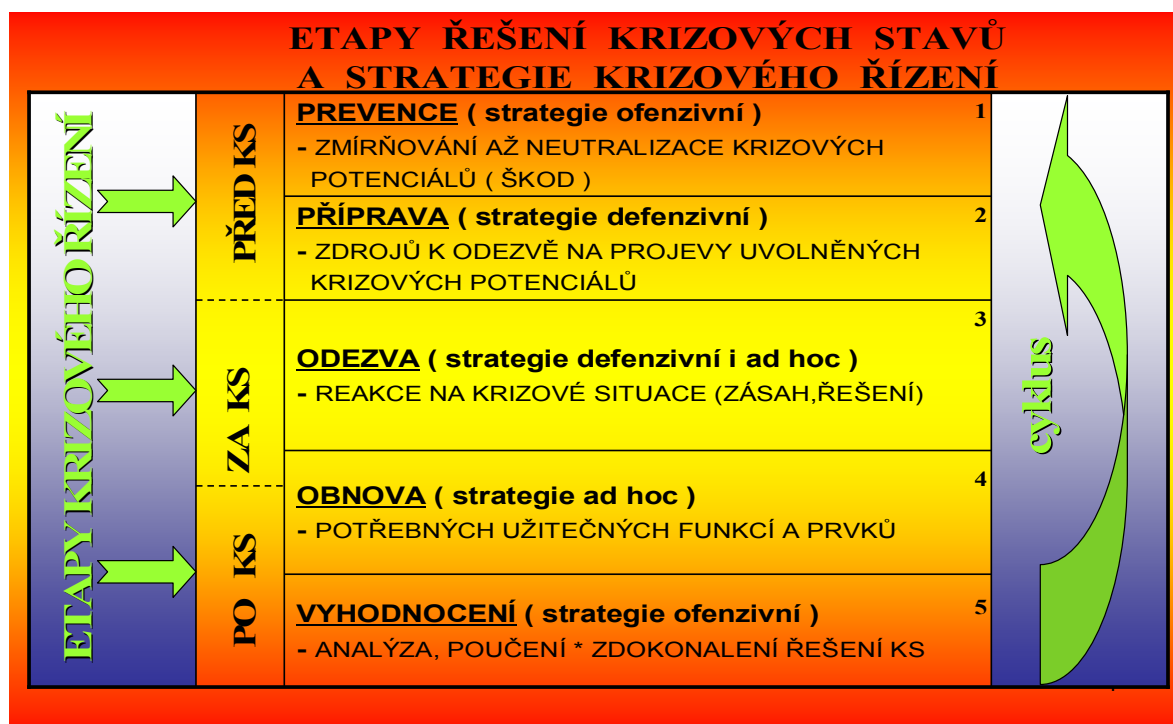 ETAPY ŘEŠENÍ KRIZOVÝCH STAVŮ
A STRATEGIE KRIZOVÉHO ŘÍZENÍ
ETAPY KRIZOVÉHO ŘÍZENÍ
PŘED KS
PREVENCE ( strategie ofenzivní )
1
- ZMÍRŇOVÁNÍ AŽ NEUTRALIZACE KRIZOVÝCH
POTENCIÁLŮ ( ŠKOD )
PŘÍPRAVA ( strategie defenzivní )
2
- ZDROJŮ K ODEZVĚ NA PROJEVY UVOLNĚNÝCH
KRIZOVÝCH POTENCIÁLŮ
ZA KS
3
ODEZVA ( strategie defenzivní i ad hoc )
- REAKCE NA KRIZOVÉ SITUACE (ZÁSAH,ŘEŠENÍ)
PO KS
4
OBNOVA ( strategie ad hoc )
- POTŘEBNÝCH UŽITEČNÝCH FUNKCÍ A PRVKŮ
5
VYHODNOCENÍ ( strategie ofenzivní )
- ANALÝZA, POUČENÍ * ZDOKONALENÍ ŘEŠENÍ KS
cyklus